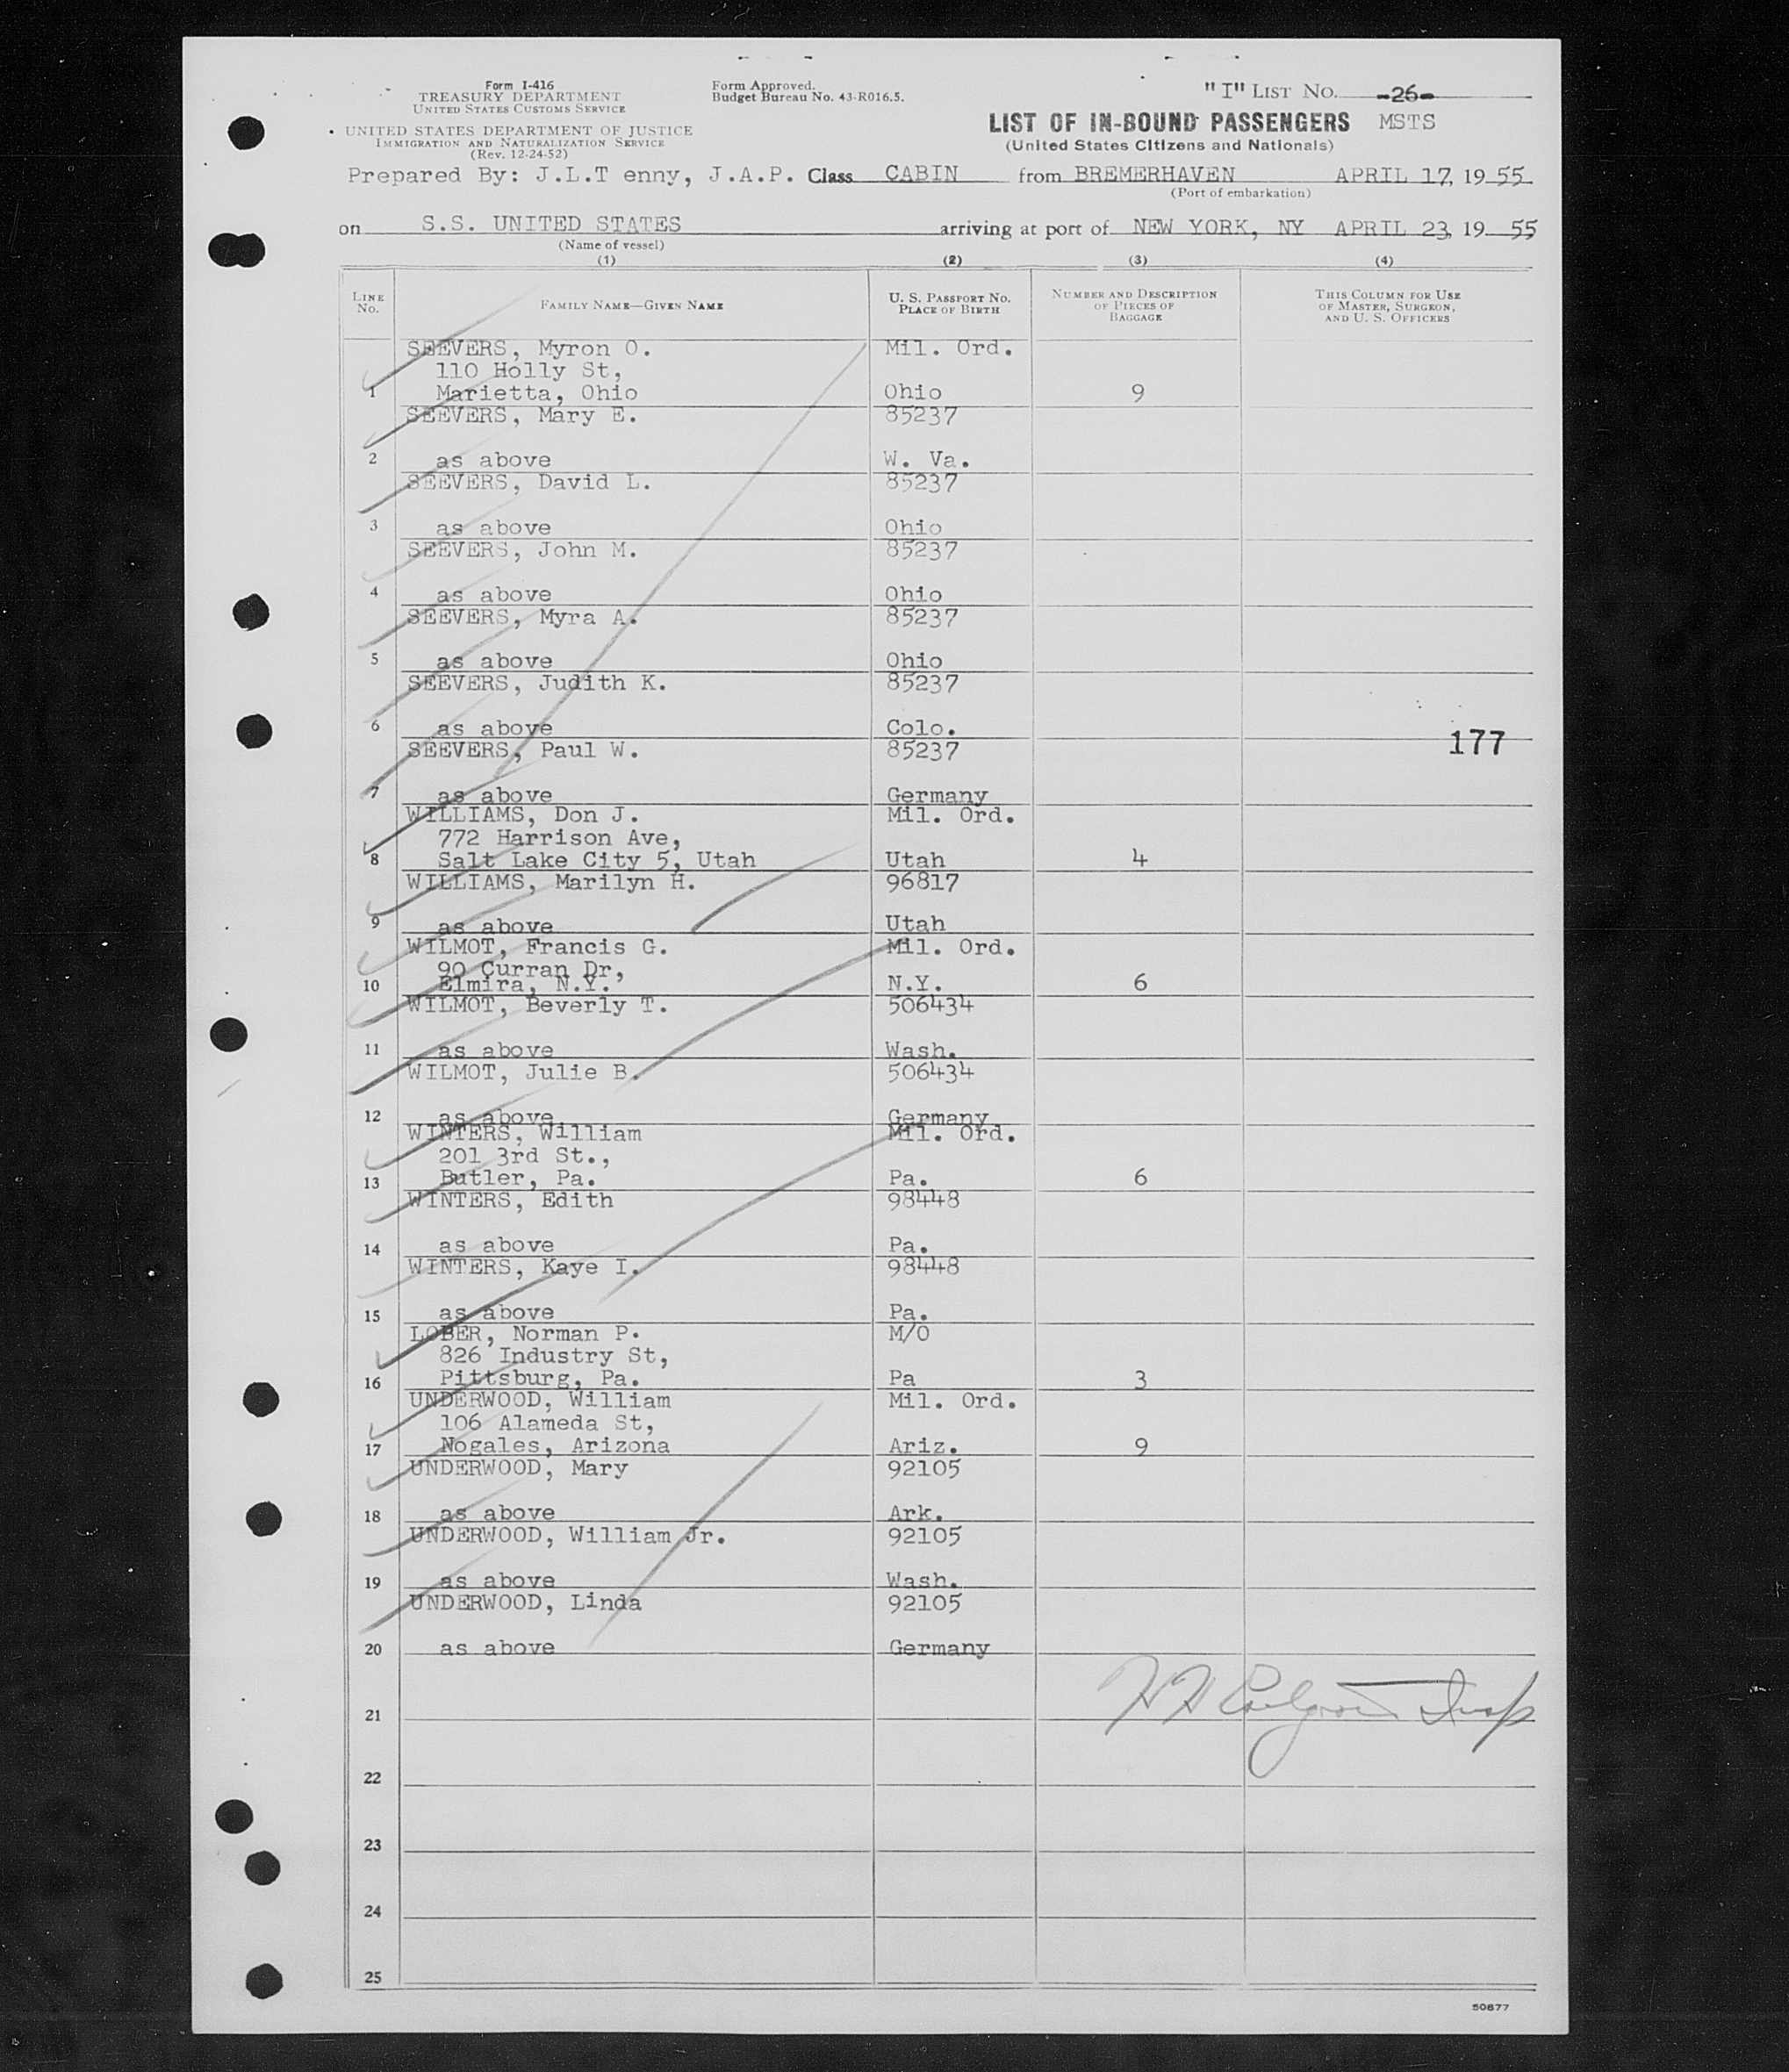 Form I-416
TREASURY DEPARTMENT
UNITED STATES CUSTOMS SERVICE
UNITED STATES DEPARTMENT OF JUSTICE
IMMIGRATION AND NATURALIZATION SERVICE
(Rev. 12-24-52)
Form Approved.
Budget Bureau No. 43-R016.5.
"I" LIST NO. -26-
LIST OF IN-BOUND PASSENGERS MSTS
(United States Citizens and Nationals)
Prepared By: J.L.T enny, J.A.P. Class CABIN from BREMERHAVEN APRIL 17, 19 55
(Port of embarkation)
on S.S. UNITED STATES arriving at port of NEW YORK, NY APRIL 23, 19 55
(Name of vessel)
(1) (2) (3) (4)
LINE NO. FAMILY NAME—GIVEN NAME U. S. PASSPORT NO. PLACE OF BIRTH NUMBER AND DESCRIPTION OF PIECES OF BAGGAGE THIS COLUMN FOR USE OF MASTER, SURGEON, AND U. S. OFFICERS
SEEVERS, Myron O. Mil. Ord.
110 Holly St,
1 Marietta, Ohio Ohio 9
SEEVERS, Mary E. 85237
2 as above W. Va.
SEEVERS, David L. 85237
3 as above Ohio
SEEVERS, John M. 85237
4 as above Ohio
SEEVERS, Myra A. 85237
5 as above Ohio
SEEVERS, Judith K. 85237
6 as above Colo.
177
SEEVERS, Paul W. 85237
7 as above Germany
WILLIAMS, Don J. Mil. Ord.
772 Harrison Ave,
8 Salt Lake City 5, Utah Utah 4
WILLIAMS, Marilyn H. 96817
9 as above Utah
WILMOT, Francis G. Mil. Ord.
90 Curran Dr,
10 Elmira, N.Y. N.Y. 6
WILMOT, Beverly T. 506434
11 as above Wash.
WILMOT, Julie B. 506434
12 as above Germany
WINTERS, William Mil. Ord.
201 3rd St.,
13 Butler, Pa. Pa. 6
WINTERS, Edith 98448
14 as above Pa.
WINTERS, Kaye I. 98448
15 as above Pa.
LOBER, Norman P. M/O
826 Industry St,
16 Pittsburg, Pa. Pa 3
UNDERWOOD, William Mil. Ord.
106 Alameda St,
17 Nogales, Arizona Ariz. 9
UNDERWOOD, Mary 92105
18 as above Ark.
UNDERWOOD, William Jr. 92105
19 as above Wash.
UNDERWOOD, Linda 92105
20 as above Germany
21
22
23
24
25
50877